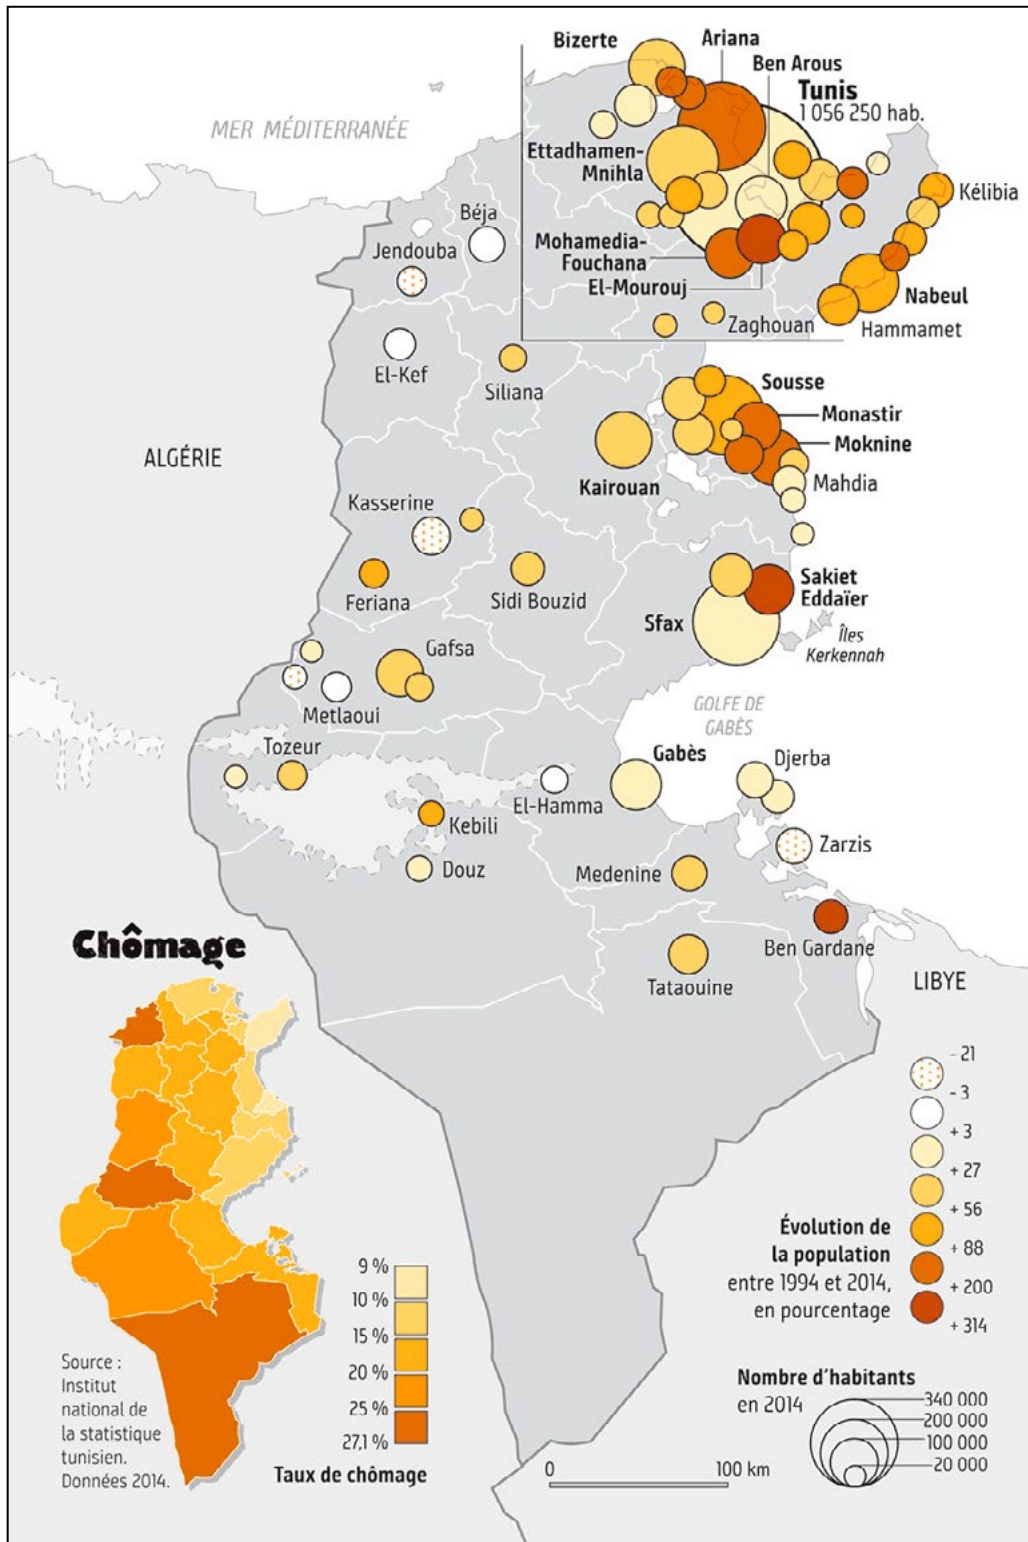 Bizerte
Ariana
Ben Arous
Tunis
1 056 250 hab.
MER MÉDITERRANÉE
Ettadhamen-
Mnihla
Kélibia
Béja
Jendouba
Mohamedia-
Fouchana
El-Mourouj
Nabeul
Hammamet
Zaghouan
El-Kef
Siliana
Sousse
Monastir
Moknine
ALGÉRIE
Kairouan
Mahdia
Kasserine
Feriana
Sidi Bouzid
Sakiet
Eddaïer
Sfax
Îles
Kerkennah
Gafsa
Metlaoui
GOLFE DE
GABÈS
Tozeur
Gabès
Djerba
El-Hamma
Kebili
Zarzis
Douz
Medenine
Ben Gardane
Tataouine
LIBYE
Chômage
9 %
10 %
15 %
20 %
25 %
27,1 %
Taux de chômage
Source :
Institut
national de
la statistique
tunisien.
Données 2014.
- 21
- 3
+ 3
+ 27
+ 56
+ 88
+ 200
+ 314
Évolution de
la population
entre 1994 et 2014,
en pourcentage
Nombre d'habitants
en 2014
340 000
200 000
100 000
20 000
0 100 km